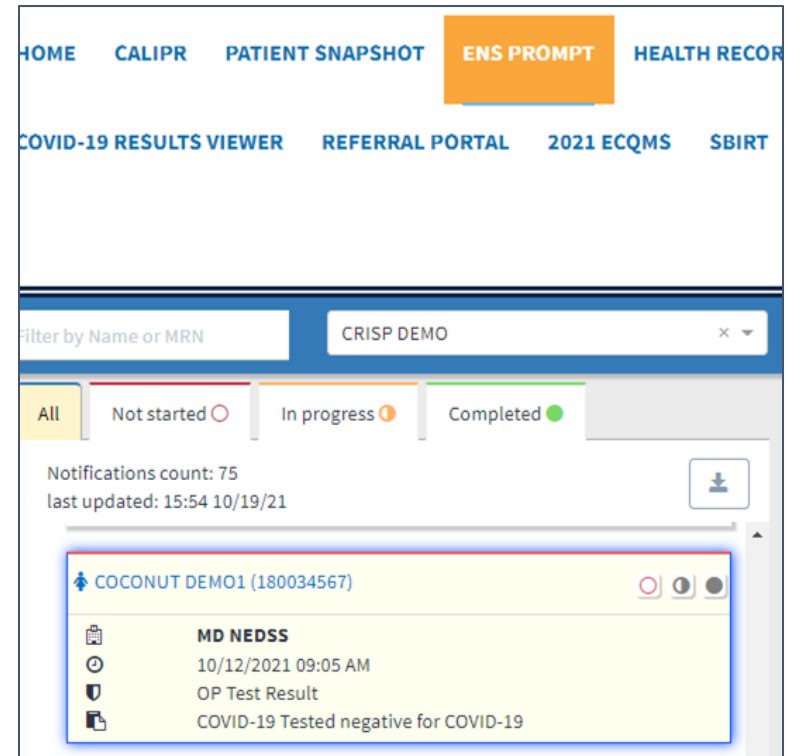 HOME CALIPR PATIENT SNAPSHOT ENS PROMPT HEALTH RECOR
COVID-19 RESULTS VIEWER REFERRAL PORTAL 2021 ECQMS SBIRT
Filter by Name or MRN CRISP DEMO ×
All Not started In progress Completed
Notifications count: 75
last updated: 15:54 10/19/21
COCONUT DEMO1 (180034567)
MD NEDSS
10/12/2021 09:05 AM
OP Test Result
COVID-19 Tested negative for COVID-19